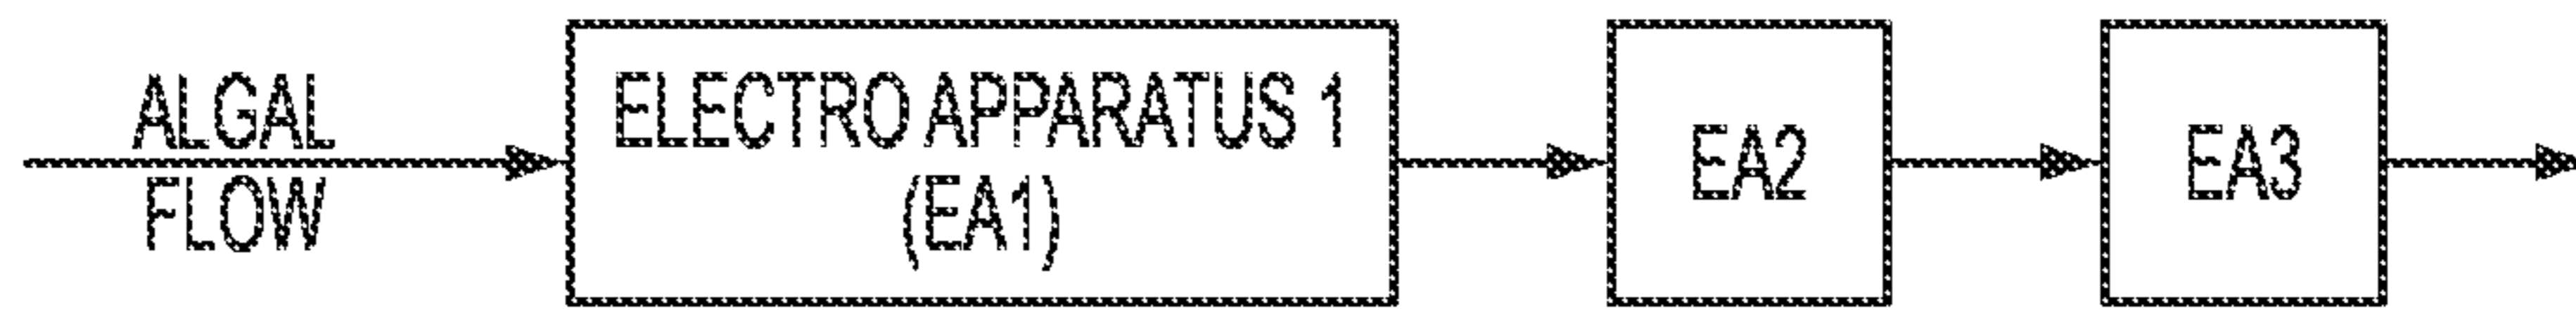 ALGAL
FLOW
ELECTRO APPARATUS 1
(EA1)
EA2
EA3